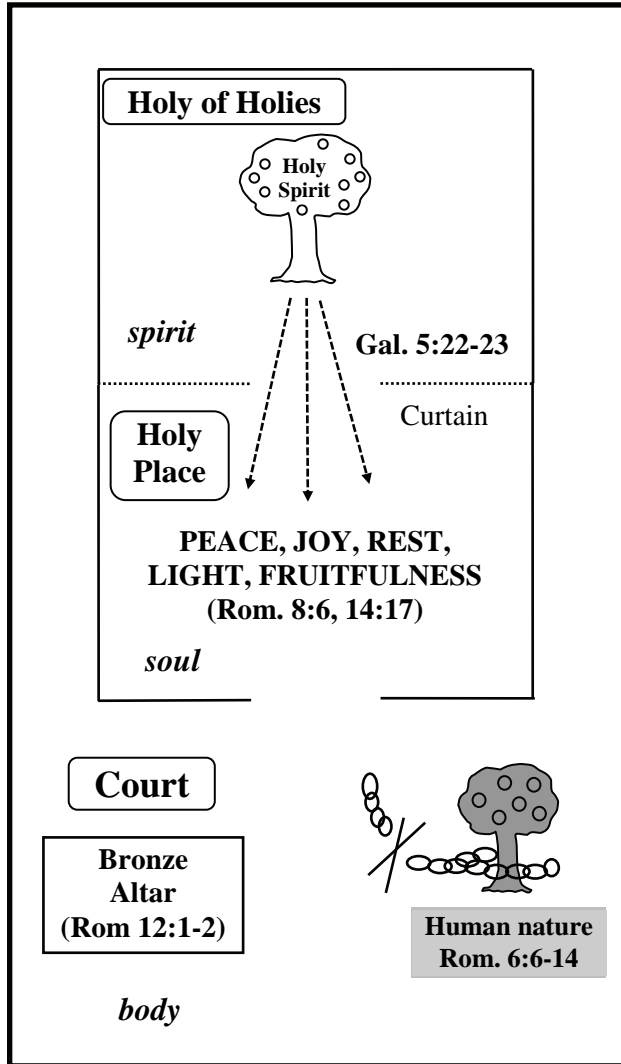 Holy of Holies
Holy
Spirit
spirit
Gal. 5:22-23
Curtain
Holy
Place
PEACE, JOY, REST,
LIGHT, FRUITFULNESS
(Rom. 8:6, 14:17)
soul
Court
Bronze
Altar
(Rom 12:1-2)
Human nature
Rom. 6:6-14
body